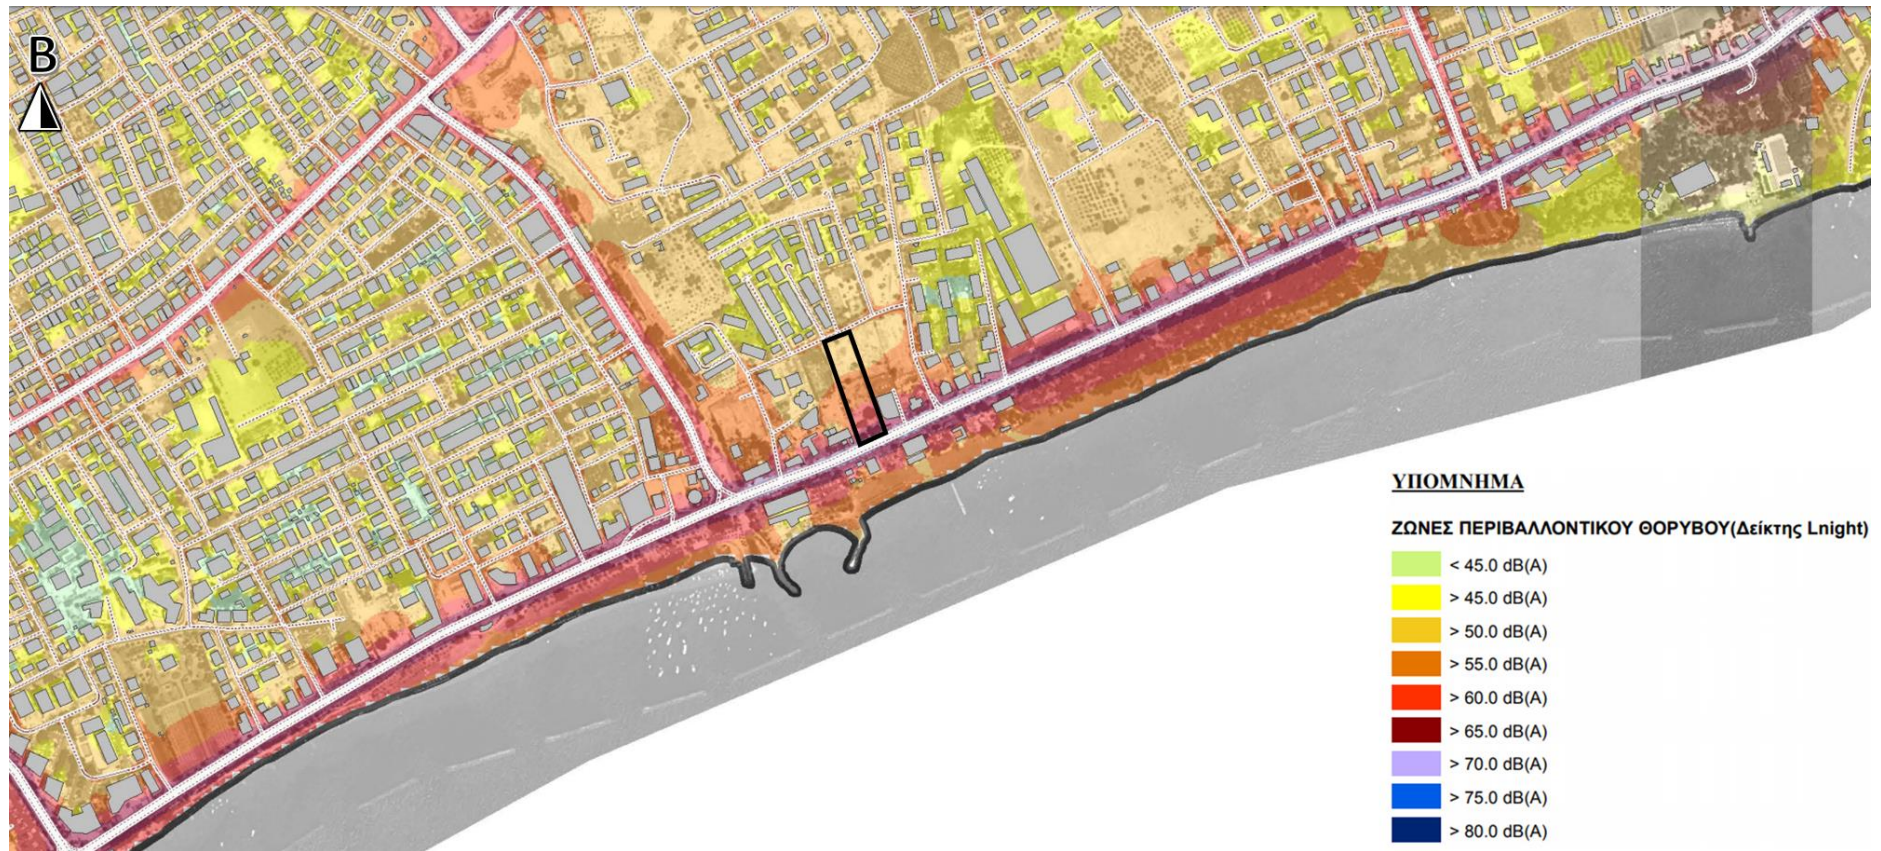 Β
ΥΠΟΜΝΗΜΑ
ΖΩΝΕΣ ΠΕΡΙΒΑΛΛΟΝΤΙΚΟΥ ΘΟΡΥΒΟΥ(Δείκτης Lnight)
< 45.0 dB(A)
> 45.0 dB(A)
> 50.0 dB(A)
> 55.0 dB(A)
> 60.0 dB(A)
> 65.0 dB(A)
> 70.0 dB(A)
> 75.0 dB(A)
> 80.0 dB(A)